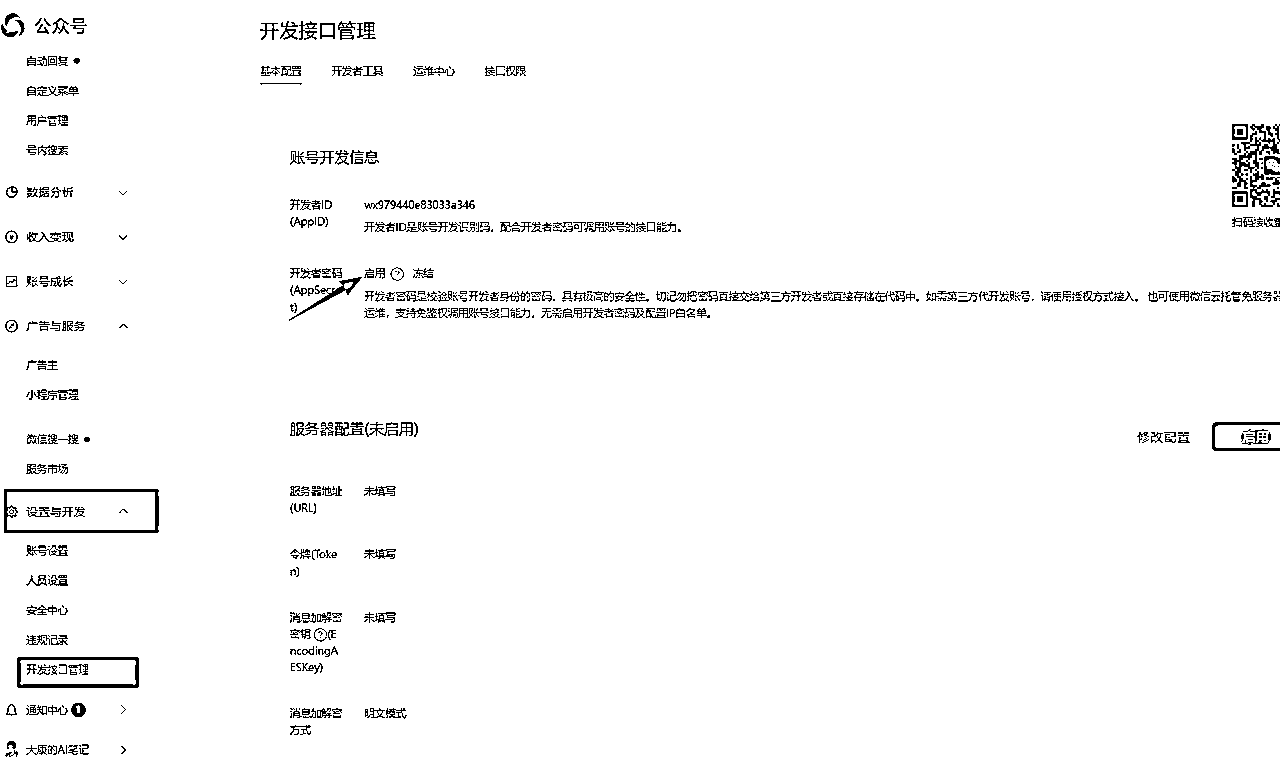 公众号
自动回复
自定义菜单
用户管理
号内搜索
数据分析
收入变现
账号成长
广告与服务
广告主
小程序管理
微信搜一搜
服务市场
设置与开发
账号设置
人员设置
安全中心
违规记录
开发接口管理
通知中心 1
大康的AI笔记
开发接口管理
基本配置 开发者工具 运维中心 接口权限
账号开发信息
开发者ID
(AppID)
wx979440e83033a346
开发者ID是账号开发识别码，配合开发者密码可调用账号的接口能力。
开发者密码
(AppSecre
t)
启用 ? 冻结
开发者密码是校验账号开发者身份的密码，具有极高的安全性。切记勿把密码直接交给第三方开发者或直接存储在代码中。如需第三方代开发账号，请使用授权方式接入。 也可使用微信云托管免服务器
运维，支持免鉴权调用账号接口能力，无需启用开发者密码及配置IP白名单。
扫码接收
服务器配置(未启用)
修改配置 启用
服务器地址
(URL)
未填写
令牌(Toke
n)
未填写
消息加解密
密钥 ?(E
ncodingA
ESKey)
未填写
消息加解密
方式
明文模式